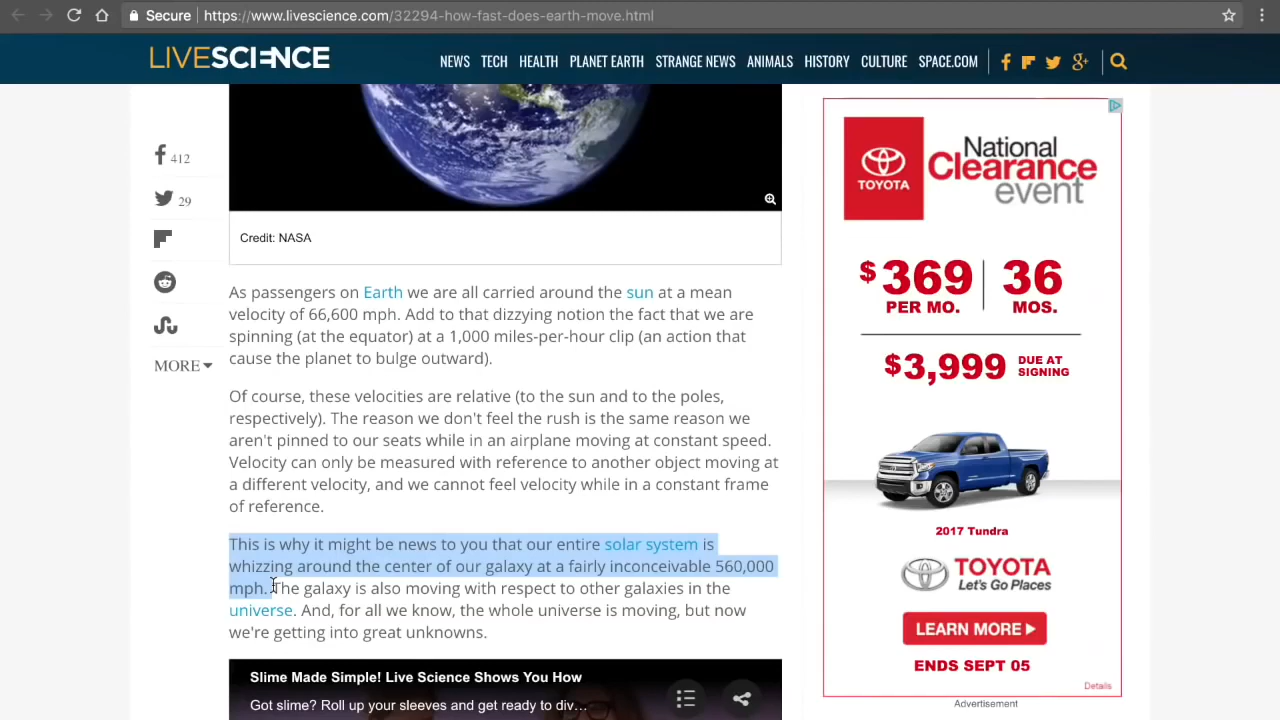 Secure
https://www.livescience.com/32294-how-fast-does-earth-move.html
LIVESCIENCE
NEWS TECH HEALTH PLANET EARTH STRANGE NEWS ANIMALS HISTORY CULTURE SPACE.COM
412
29
MORE
Credit: NASA
As passengers on Earth we are all carried around the sun at a mean
velocity of 66,600 mph. Add to that dizzying notion the fact that we are
spinning (at the equator) at a 1,000 miles-per-hour clip (an action that
cause the planet to bulge outward).
Of course, these velocities are relative (to the sun and to the poles,
respectively). The reason we don't feel the rush is the same reason we
aren't pinned to our seats while in an airplane moving at constant speed.
Velocity can only be measured with reference to another object moving at
a different velocity, and we cannot feel velocity while in a constant frame
of reference.
This is why it might be news to you that our entire solar system is
whizzing around the center of our galaxy at a fairly inconceivable 560,000
mph. The galaxy is also moving with respect to other galaxies in the
universe. And, for all we know, the whole universe is moving, but now
we're getting into great unknowns.
Slime Made Simple! Live Science Shows You How
Got slime? Roll up your sleeves and get ready to div…
TOYOTA
National
Clearance
event
$369
PER MO.
36
MOS.
$3,999
DUE AT
SIGNING
2017 Tundra
TOYOTA
Let's Go Places
LEARN MORE
ENDS SEPT 05
Details
Advertisement